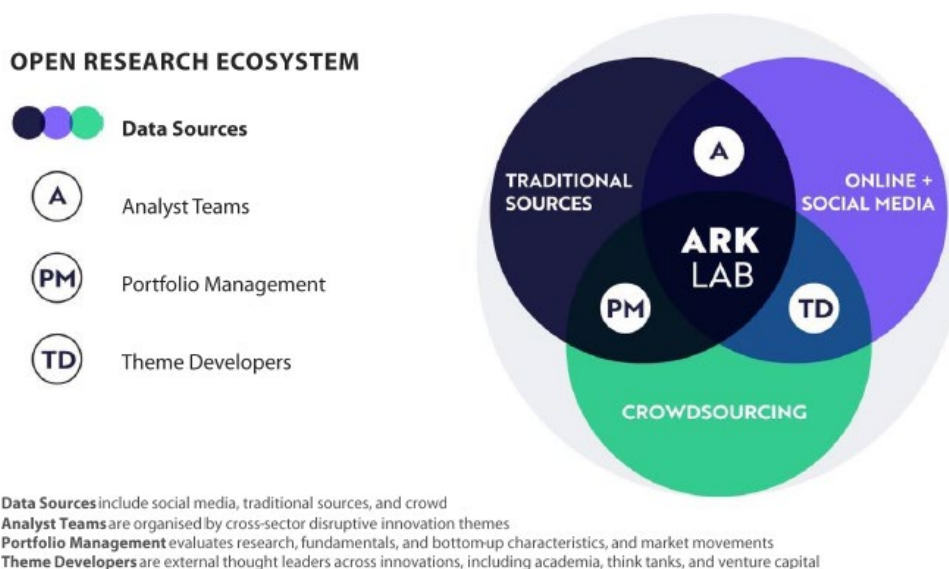 OPEN RESEARCH ECOSYSTEM
Data Sources
A
Analyst Teams
PM
Portfolio Management
TD
Theme Developers
TRADITIONAL
SOURCES
A
ONLINE +
SOCIAL MEDIA
ARK
LAB
PM
TD
CROWDSOURCING
Data Sources include social media, traditional sources, and crowd
Analyst Teams are organised by cross-sector disruptive innovation themes
Portfolio Management evaluates research, fundamentals, and bottom-up characteristics, and market movements
Theme Developers are external thought leaders across innovations, including academia, think tanks, and venture capital